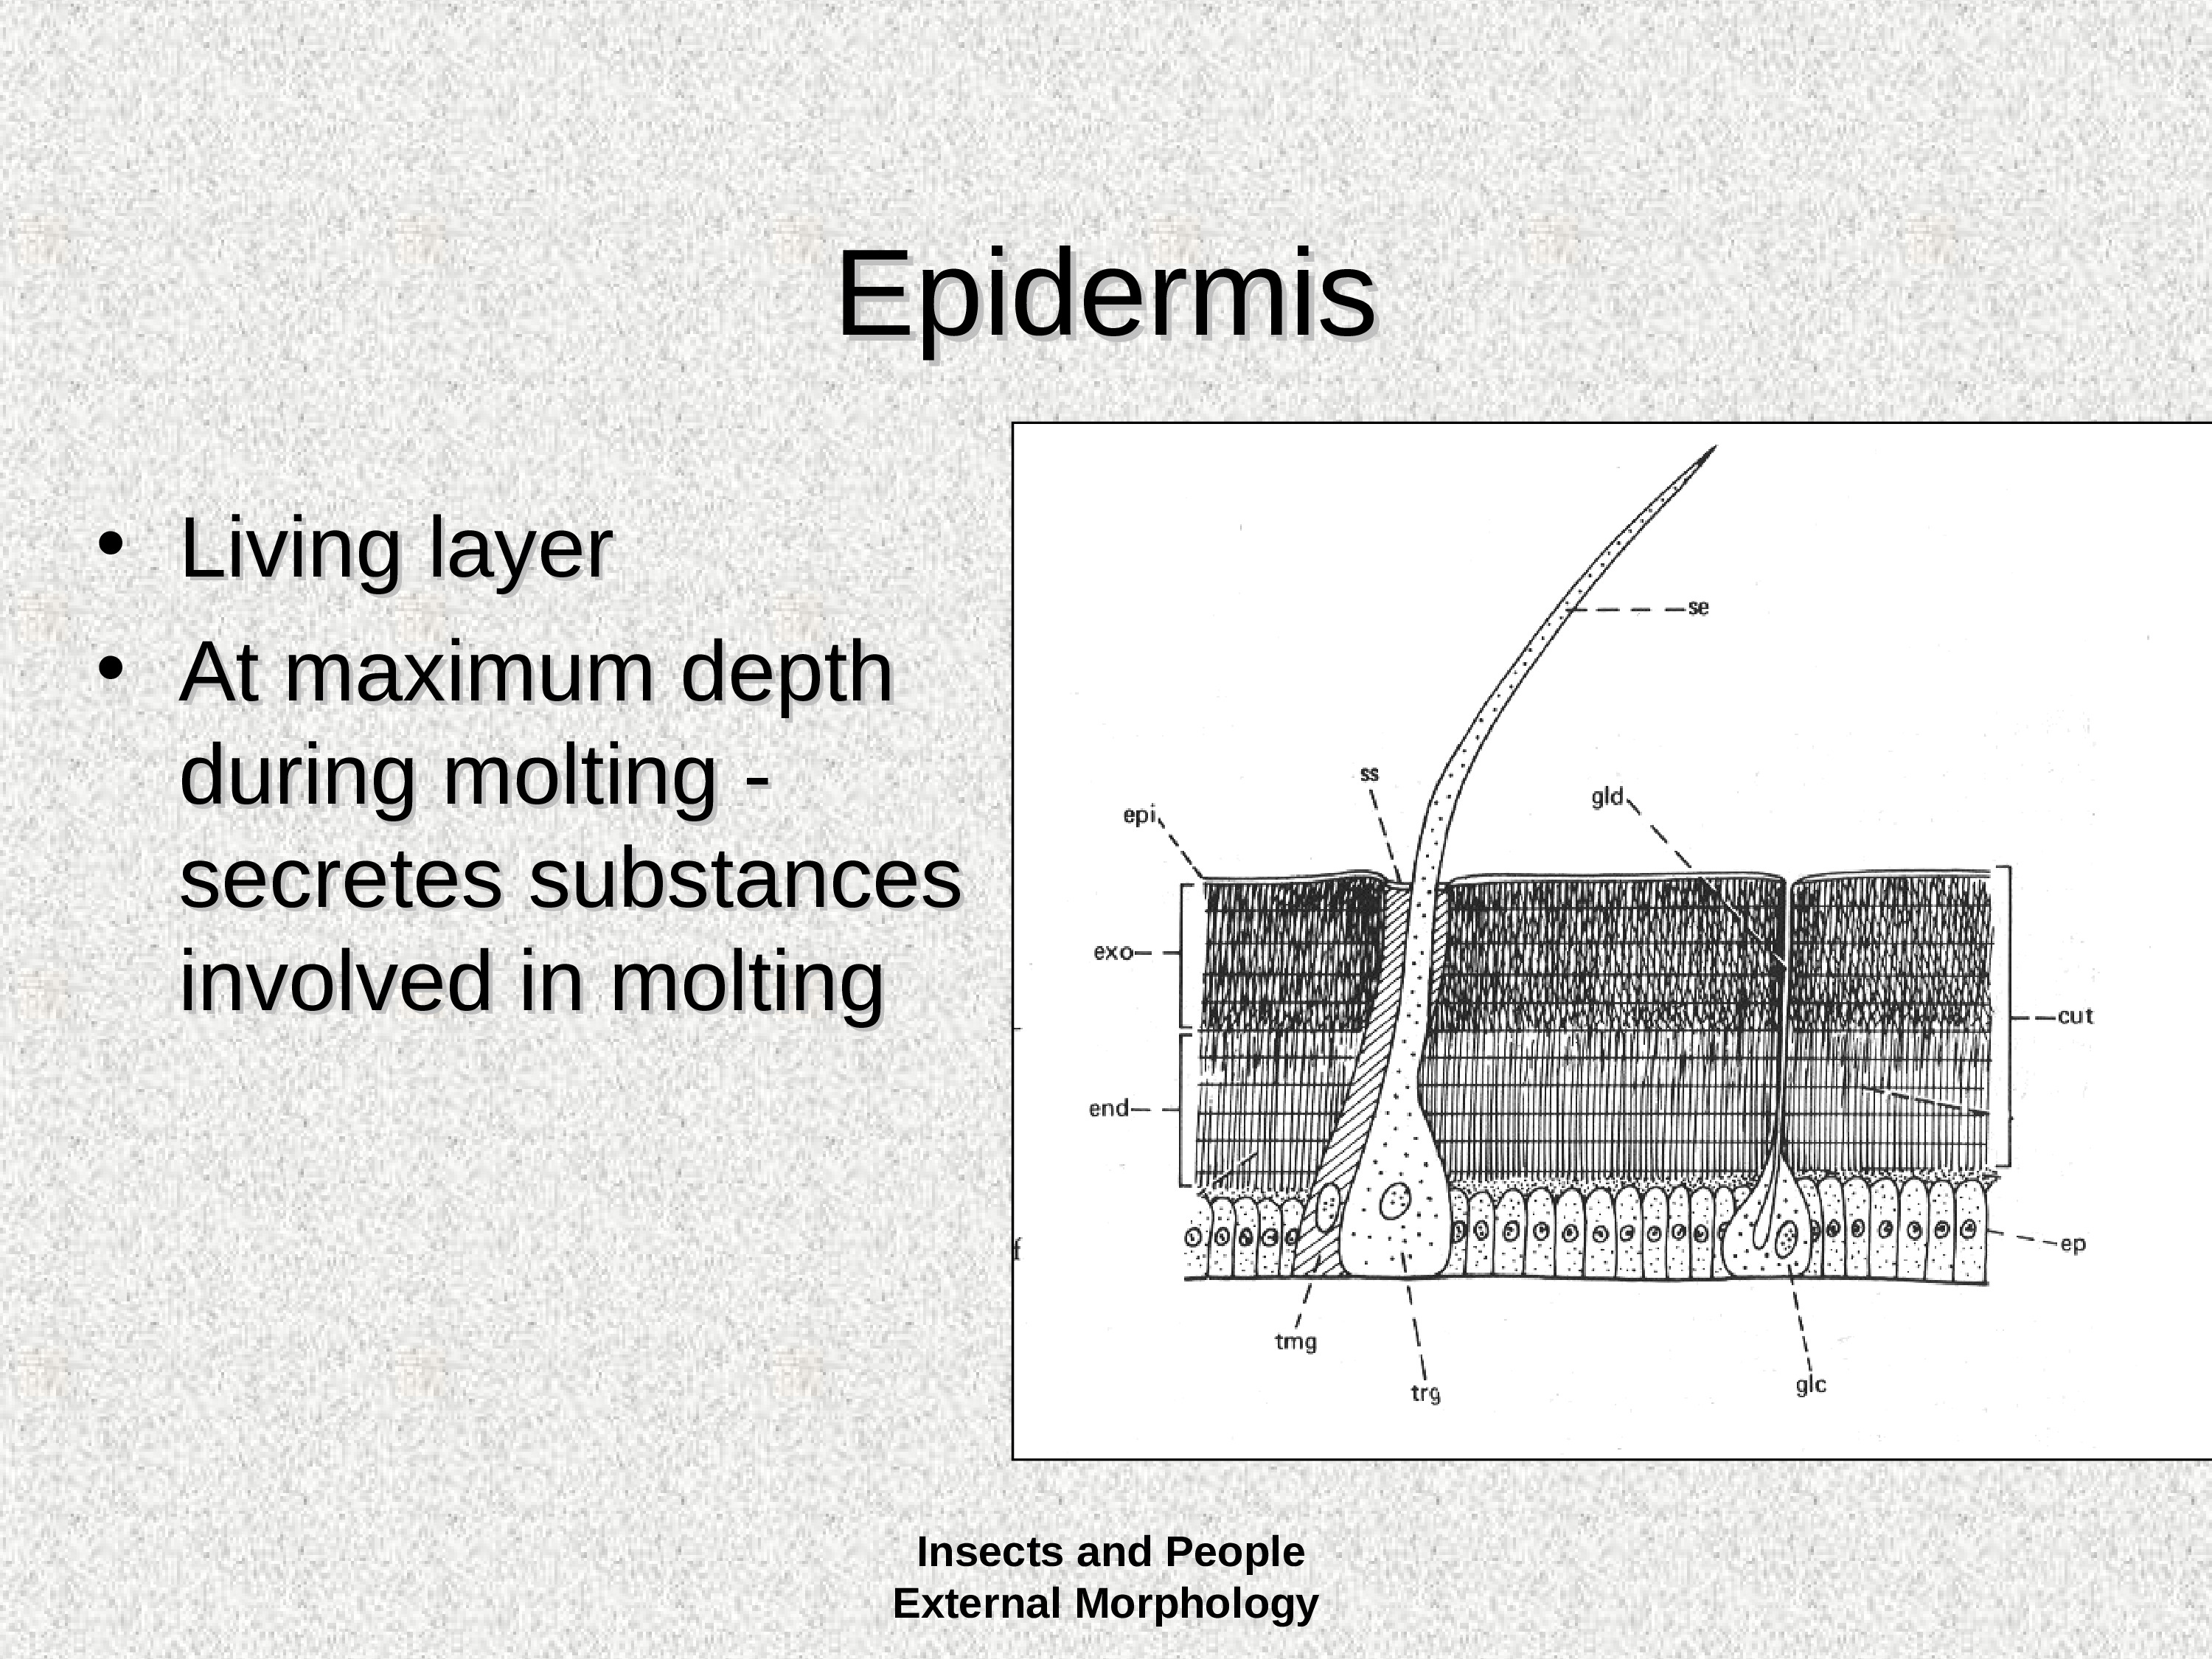 Epidermis
• Living layer
• At maximum depth
during molting -
secretes substances
involved in molting
se
ss
gld
epi
exo
cut
end
ep
f
tmg
trg
glc
Insects and People
External Morphology